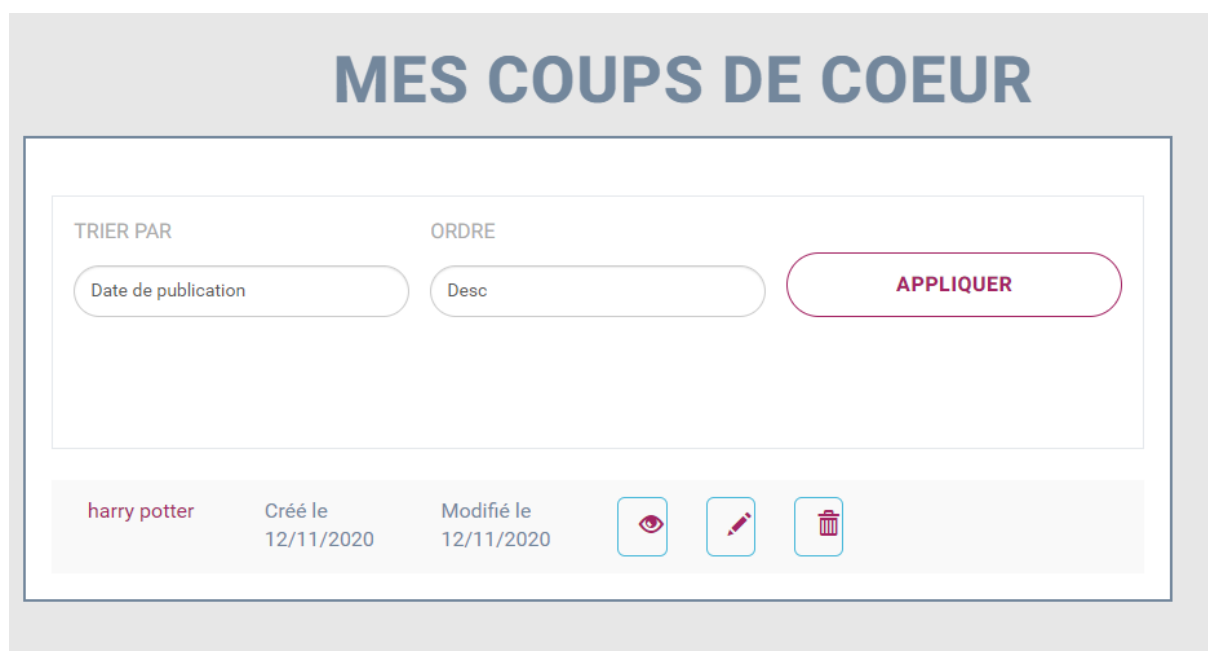 MES COUPS DE COEUR
TRIER PAR
ORDRE
Date de publication
Desc
APPLIQUER
harry potter
Créé le
12/11/2020
Modifié le
12/11/2020